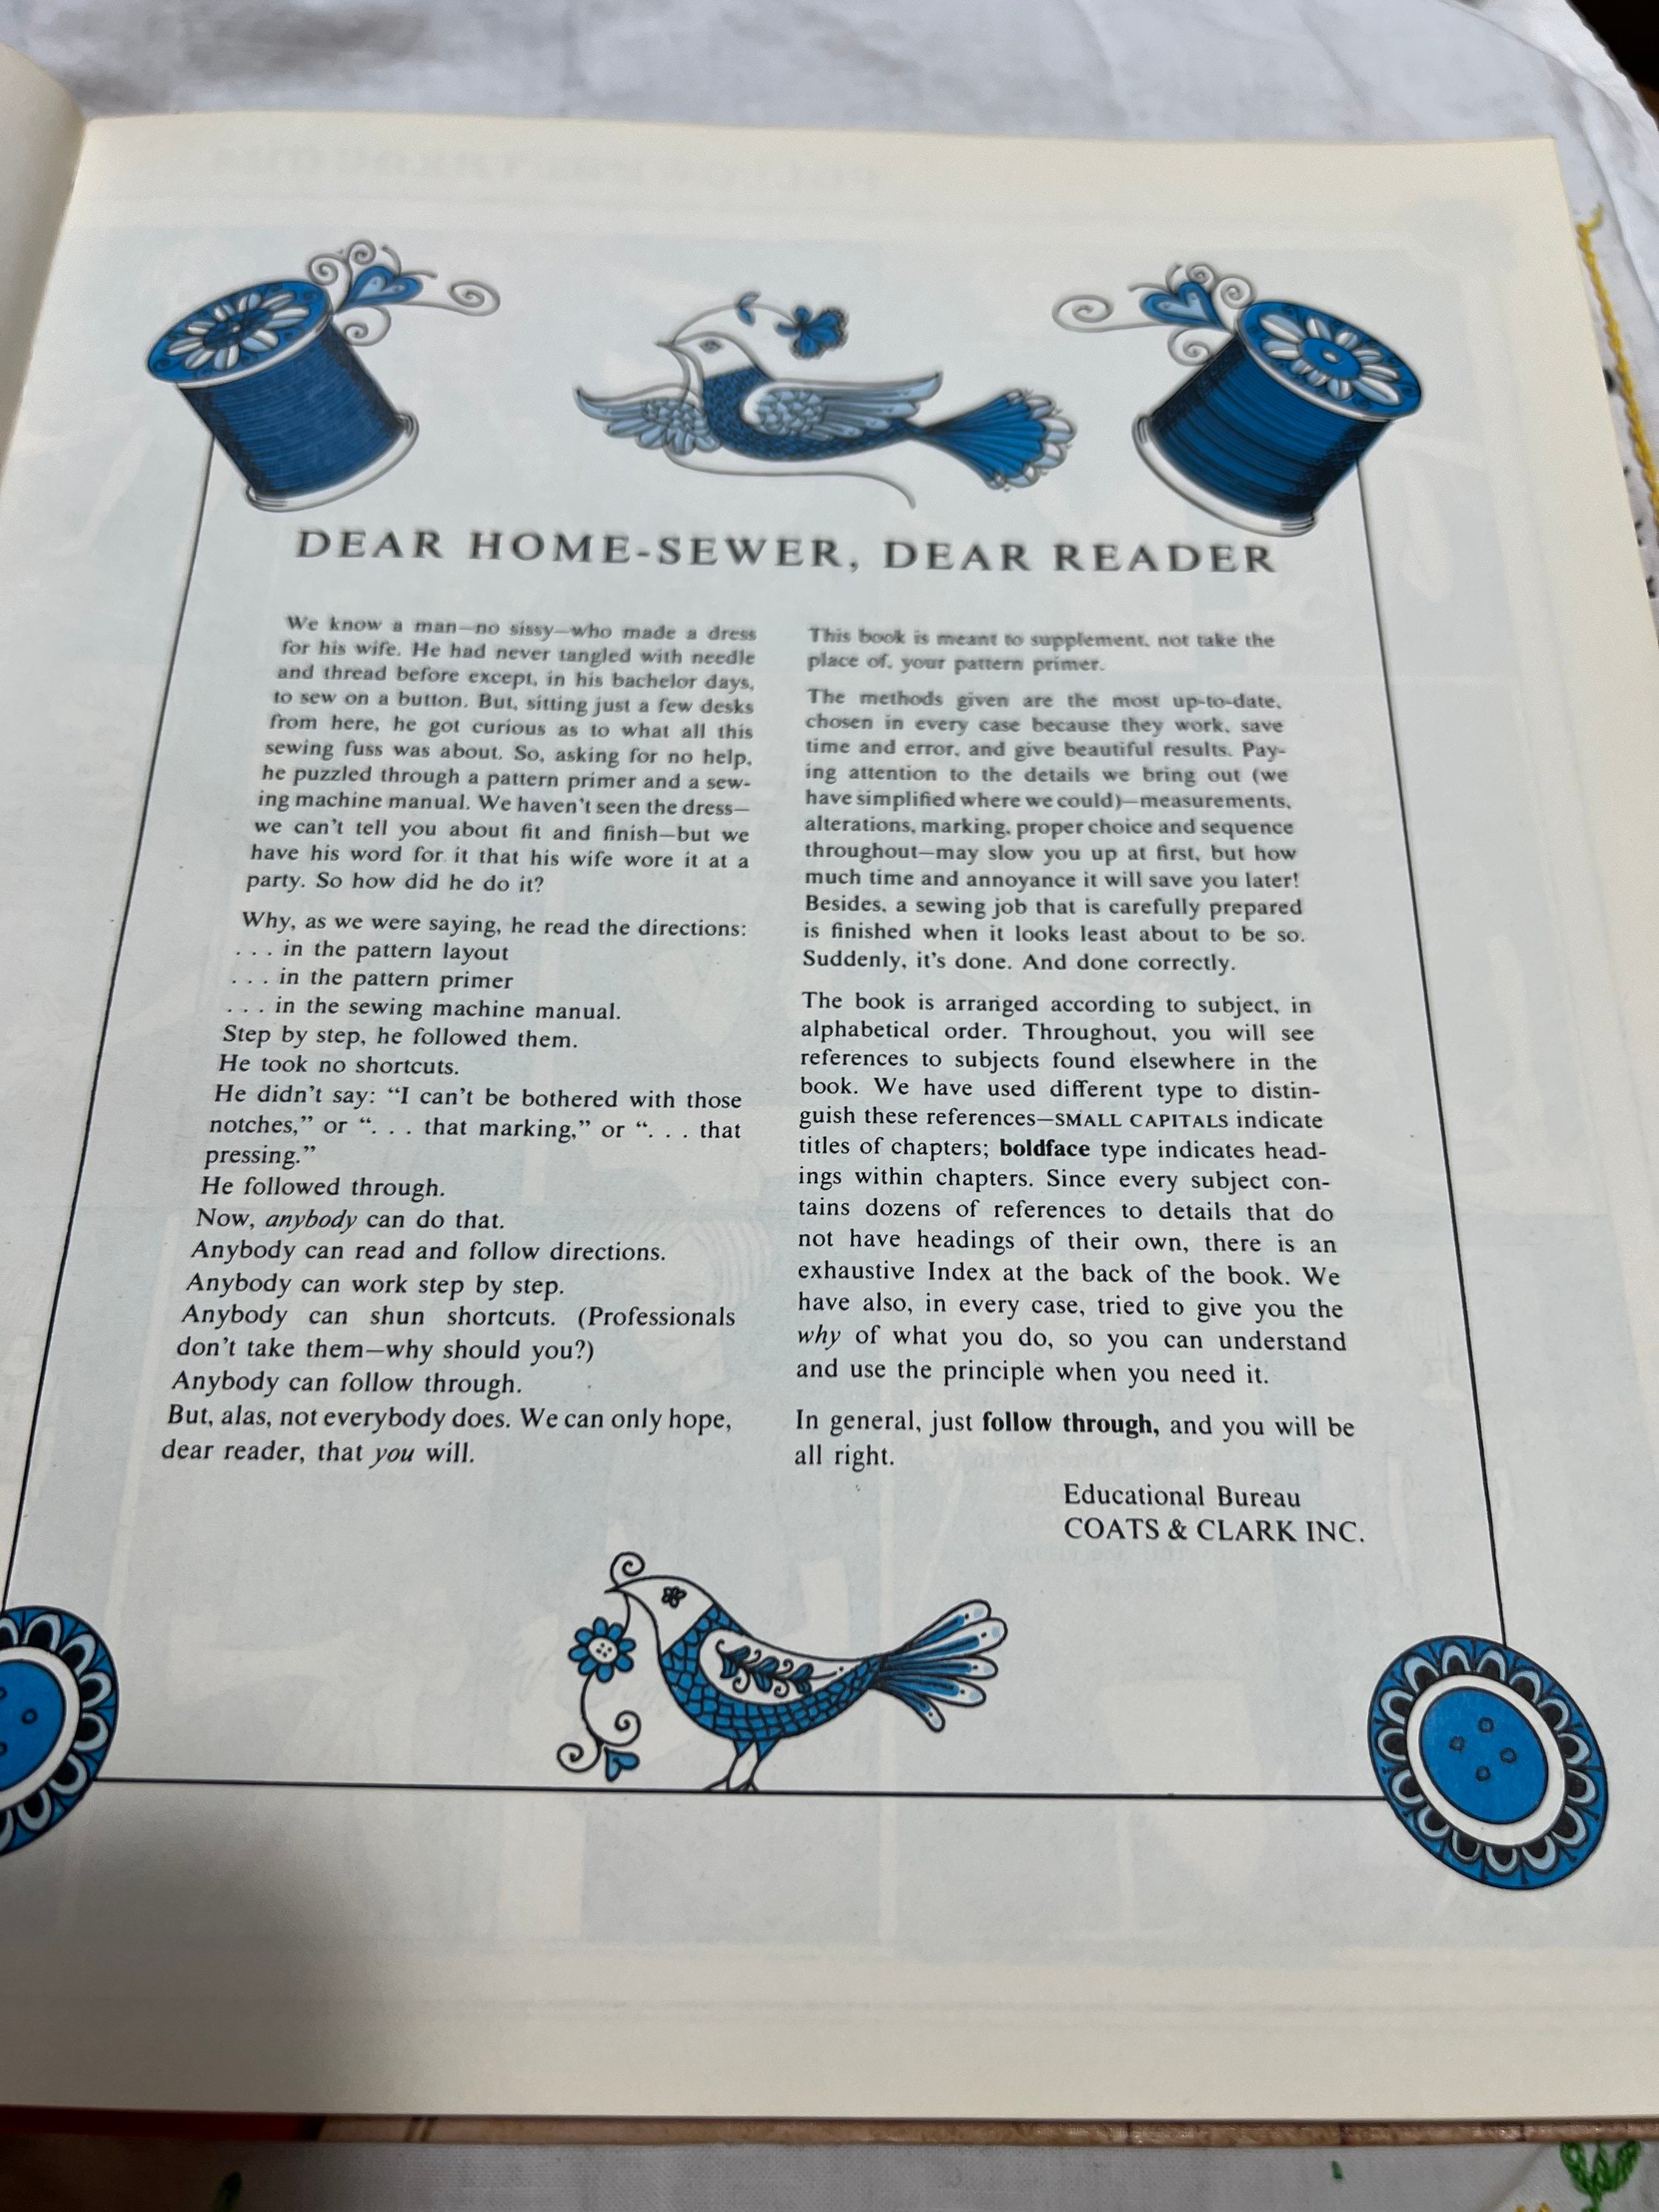 DEAR HOME-SEWER, DEAR READER
We know a man—no sissy—who made a dress
for his wife. He had never tangled with needle
and thread before except, in his bachelor days,
to sew on a button. But, sitting just a few desks
from here, he got curious as to what all this
sewing fuss was about. So, asking for no help,
he puzzled through a pattern primer and a sew-
ing machine manual. We haven't seen the dress—
we can't tell you about fit and finish—but we
have his word for it that his wife wore it at a
party. So how did he do it?
Why, as we were saying, he read the directions:
. . . in the pattern layout
. . . in the pattern primer
. . . in the sewing machine manual.
Step by step, he followed them.
He took no shortcuts.
He didn't say: “I can't be bothered with those
notches,” or “. . . that marking,” or “. . . that
pressing.”
He followed through.
Now, anybody can do that.
Anybody can read and follow directions.
Anybody can work step by step.
Anybody can shun shortcuts. (Professionals
don't take them—why should you?)
Anybody can follow through.
But, alas, not everybody does. We can only hope,
dear reader, that you will.
This book is meant to supplement, not take the
place of, your pattern primer.
The methods given are the most up-to-date,
chosen in every case because they work, save
time and error, and give beautiful results. Pay-
ing attention to the details we bring out (we
have simplified where we could)—measurements,
alterations, marking, proper choice and sequence
throughout—may slow you up at first, but how
much time and annoyance it will save you later!
Besides, a sewing job that is carefully prepared
is finished when it looks least about to be so.
Suddenly, it's done. And done correctly.
The book is arranged according to subject, in
alphabetical order. Throughout, you will see
references to subjects found elsewhere in the
book. We have used different type to distin-
guish these references—SMALL CAPITALS indicate
titles of chapters; boldface type indicates head-
ings within chapters. Since every subject con-
tains dozens of references to details that do
not have headings of their own, there is an
exhaustive Index at the back of the book. We
have also, in every case, tried to give you the
why of what you do, so you can understand
and use the principle when you need it.
In general, just follow through, and you will be
all right.
Educational Bureau
COATS & CLARK INC.